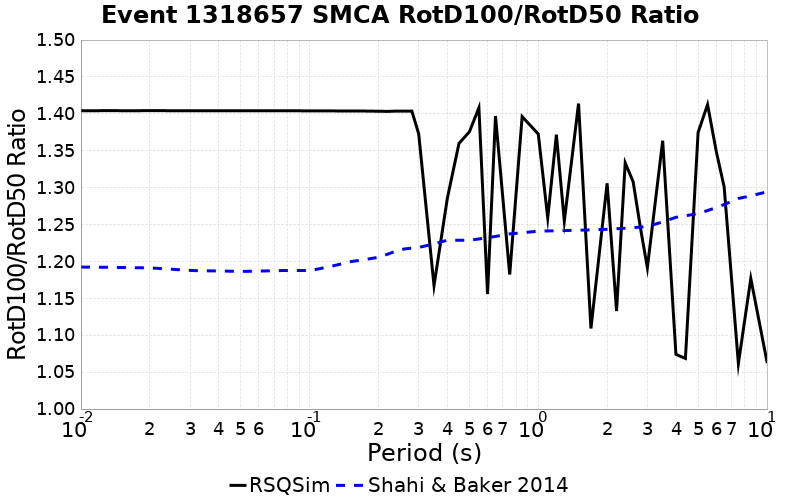 Event 1318657 SMCA RotD100/RotD50 Ratio
RotD100/RotD50 Ratio
1.50
1.45
1.40
1.35
1.30
1.25
1.20
1.15
1.10
1.05
1.00
10-2 2 3 4 5 6 10-1 2 3 4 5 6 7 100 2 3 4 5 6 7 101
Period (s)
RSQSim Shahi & Baker 2014